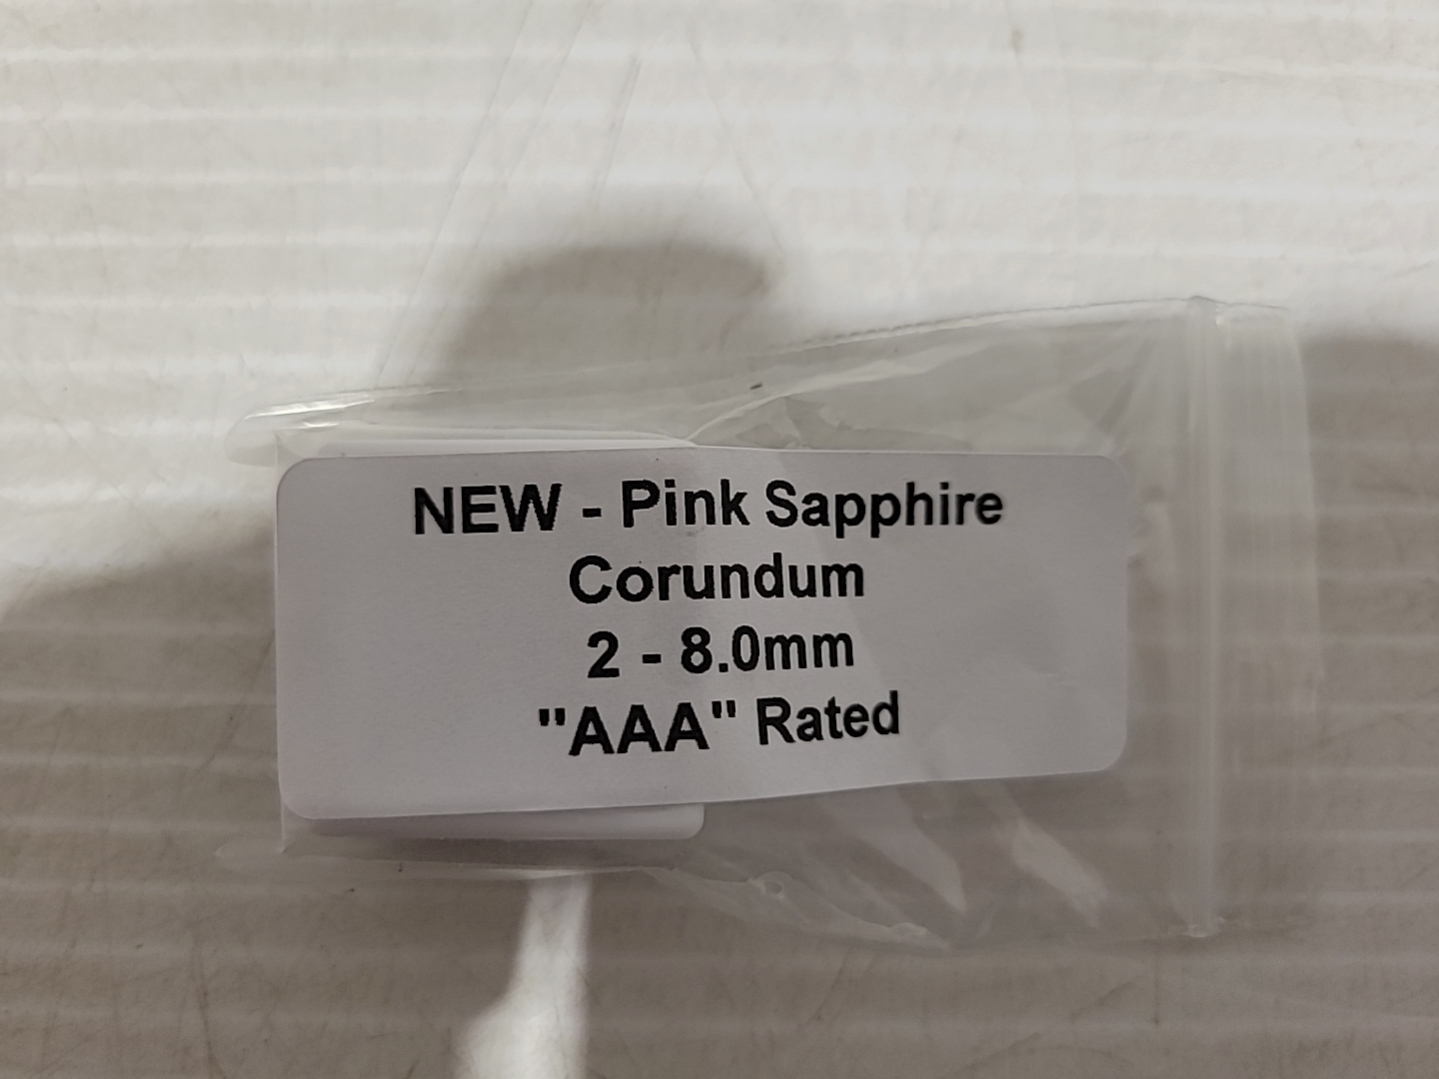 NEW - Pink Sapphire
Corundum
2 - 8.0mm
"AAA" Rated